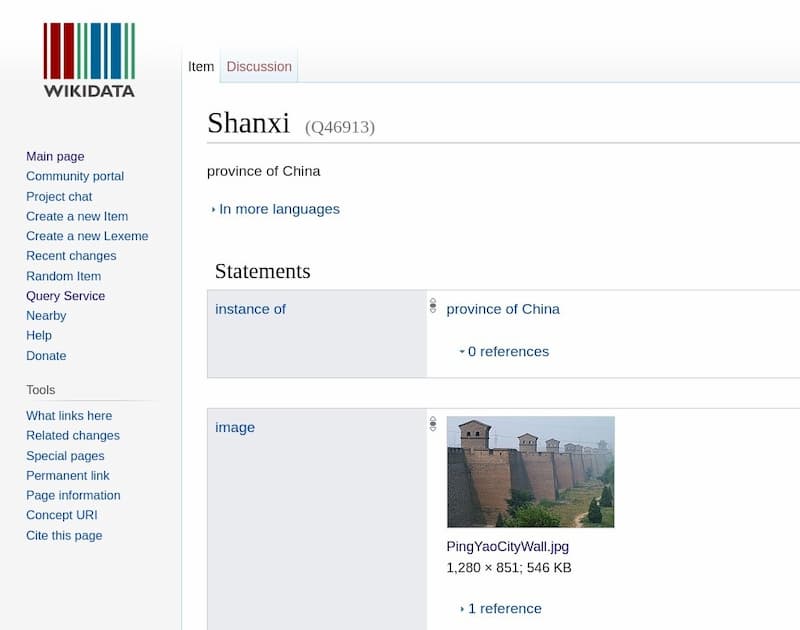 WIKIDATA
Main page
Community portal
Project chat
Create a new Item
Create a new Lexeme
Recent changes
Random Item
Query Service
Nearby
Help
Donate
Tools
What links here
Related changes
Special pages
Permanent link
Page information
Concept URI
Cite this page
Item Discussion
Shanxi (Q46913)
province of China
In more languages
Statements
instance of
province of China
0 references
image
PingYaoCityWall.jpg
1,280 × 851; 546 KB
1 reference